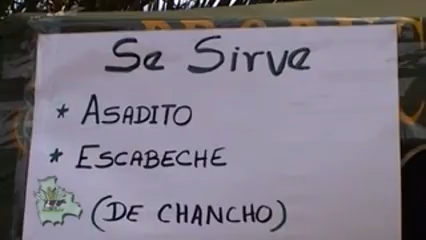 Se Sirve
* ASADITO
* ESCABECHE
(DE CHANCHO)